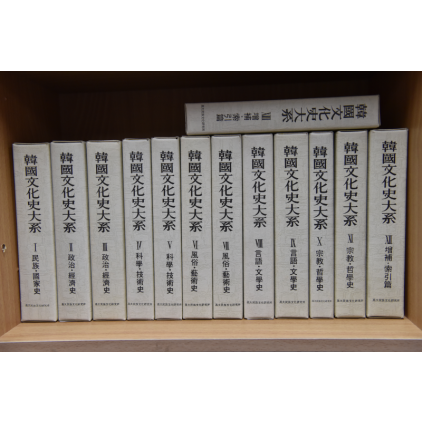 韓國文化史大系
XIII 增補·索引篇
韓國文化史大系
I 民族·國家史
韓國文化史大系
II 政治·經濟史
韓國文化史大系
III 政治·經濟史
韓國文化史大系
IV 科學·技術史
韓國文化史大系
V 科學·技術史
韓國文化史大系
VI 風俗·藝術史
韓國文化史大系
VII 風俗·藝術史
韓國文化史大系
VIII 言語·文學史
韓國文化史大系
IX 言語·文學史
韓國文化史大系
X 宗教·哲學史
韓國文化史大系
XI 宗教·哲學史
韓國文化史大系
XII 增補·索引篇